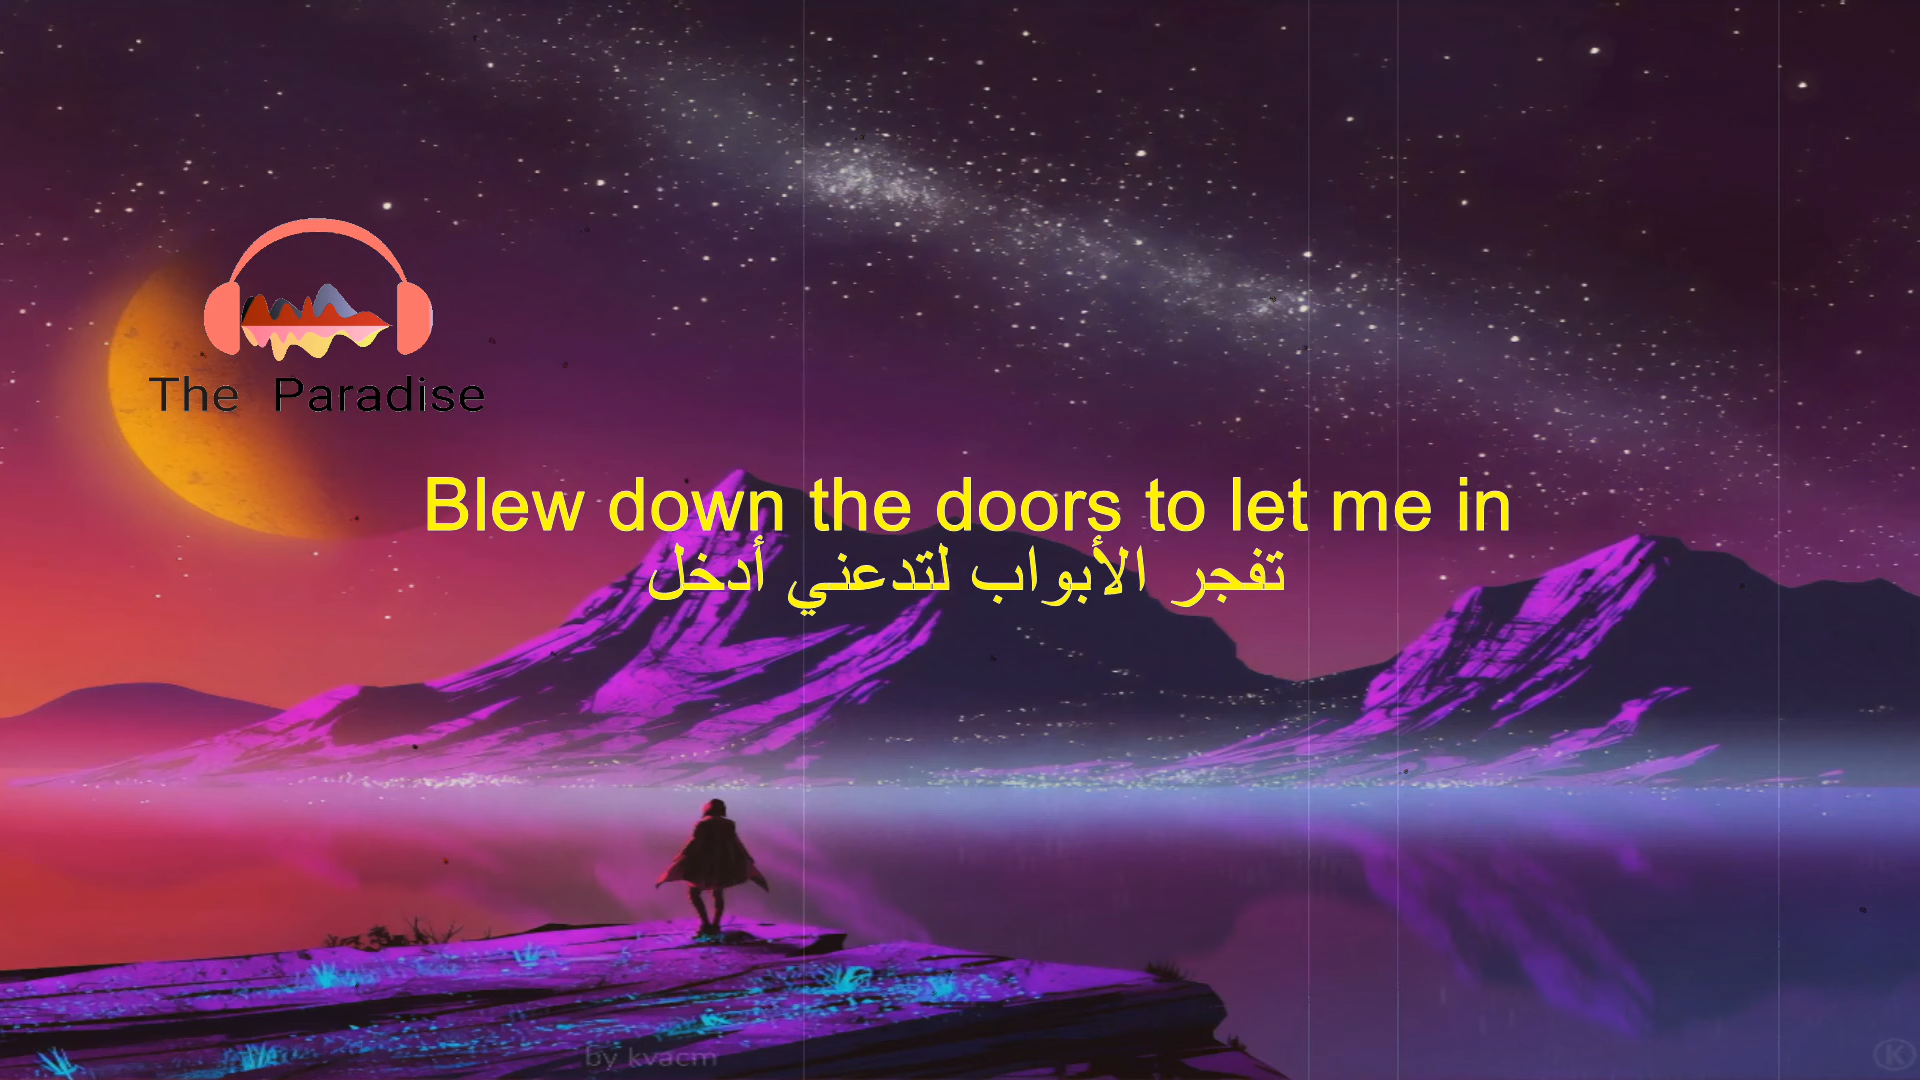 The Paradise
Blew down the doors to let me in
تفجر الأبواب لتدعني أدخل
by kvacm
K